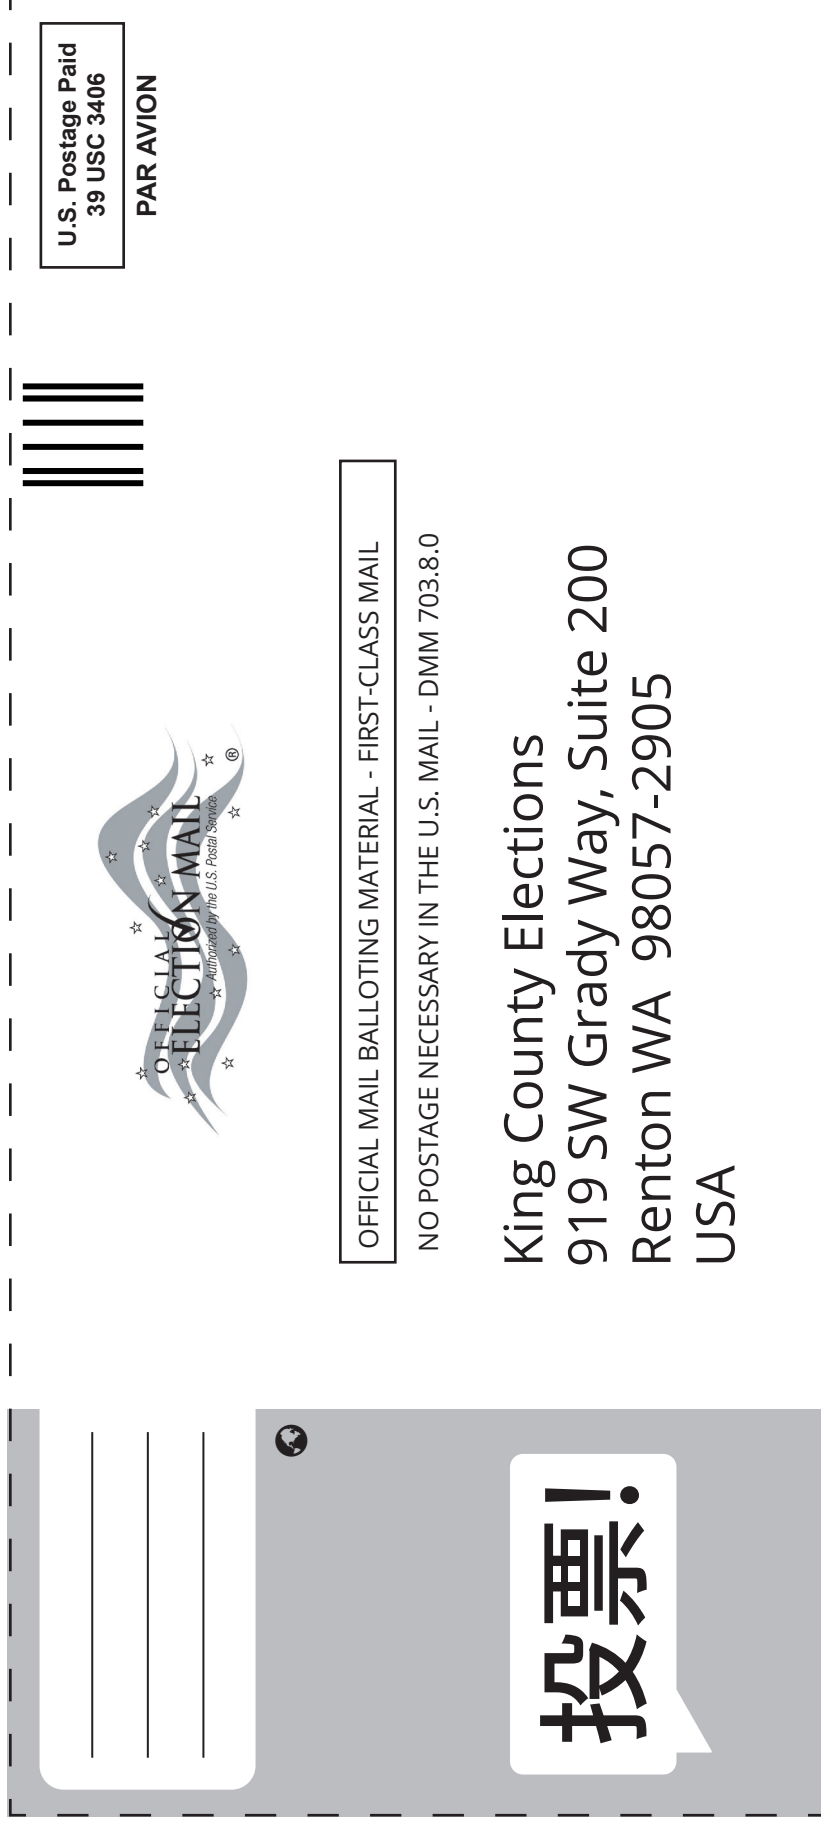 U.S. Postage Paid
39 USC 3406
PAR AVION
OFFICIAL
ELECTION MAIL
Authorized by the U.S. Postal Service
®
OFFICIAL MAIL BALLOTING MATERIAL - FIRST-CLASS MAIL
NO POSTAGE NECESSARY IN THE U.S. MAIL - DMM 703.8.0
King County Elections
919 SW Grady Way, Suite 200
Renton WA 98057-2905
USA
投票!